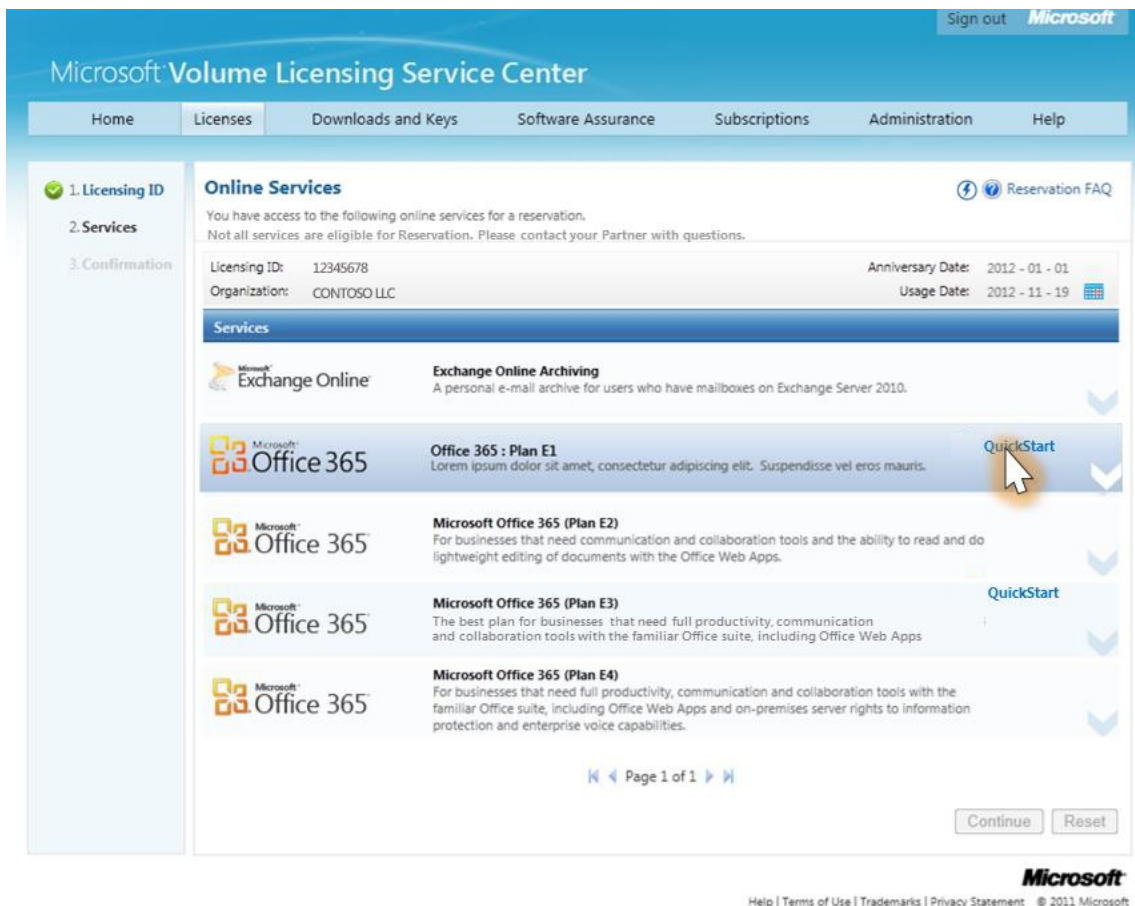 Sign out Microsoft
Microsoft Volume Licensing Service Center
Home Licenses Downloads and Keys Software Assurance Subscriptions Administration Help
1. Licensing ID
2. Services
3. Confirmation
Online Services
Reservation FAQ
You have access to the following online services for a reservation.
Not all services are eligible for Reservation. Please contact your Partner with questions.
Licensing ID: 12345678 Anniversary Date: 2012 - 01 - 01
Organization: CONTOSO LLC Usage Date: 2012 - 11 - 19
Services
Microsoft
Exchange Online
Exchange Online Archiving
A personal e-mail archive for users who have mailboxes on Exchange Server 2010.
Microsoft
Office 365
Office 365 : Plan E1
Lorem ipsum dolor sit amet, consectetur adipiscing elit. Suspendisse vel eros mauris.
QuickStart
Microsoft
Office 365
Microsoft Office 365 (Plan E2)
For businesses that need communication and collaboration tools and the ability to read and do
lightweight editing of documents with the Office Web Apps.
Microsoft
Office 365
Microsoft Office 365 (Plan E3)
The best plan for businesses that need full productivity, communication
and collaboration tools with the familiar Office suite, including Office Web Apps
QuickStart
Microsoft
Office 365
Microsoft Office 365 (Plan E4)
For businesses that need full productivity, communication and collaboration tools with the
familiar Office suite, including Office Web Apps and on-premises server rights to information
protection and enterprise voice capabilities.
Page 1 of 1
Continue Reset
Microsoft
Help | Terms of Use | Trademarks | Privacy Statement © 2011 Microsoft